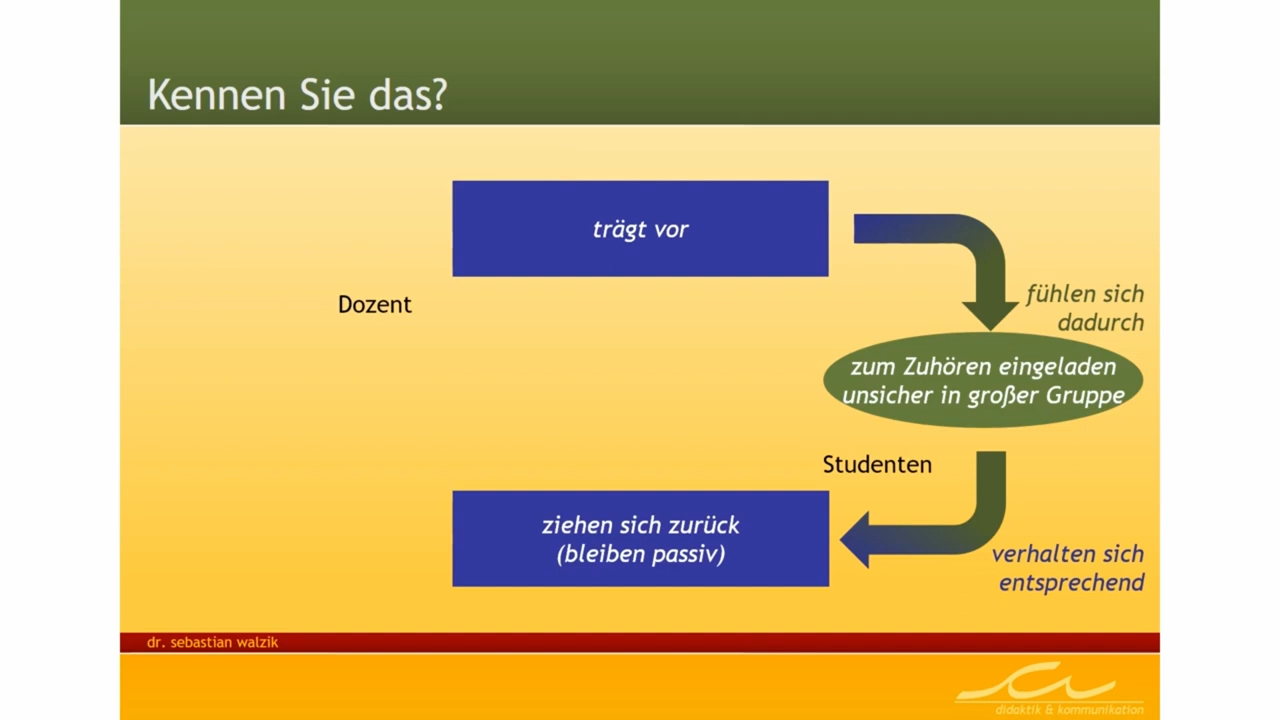 Kennen Sie das?
trägt vor
Dozent
fühlen sich
dadurch
zum Zuhören eingeladen
unsicher in großer Gruppe
Studenten
ziehen sich zurück
(bleiben passiv)
verhalten sich
entsprechend
dr. sebastian walzik
didaktik & kommunikation